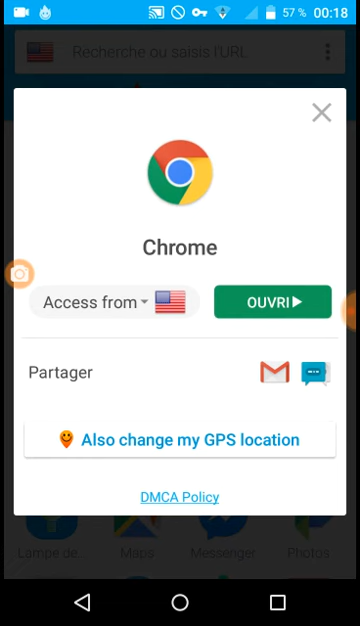 57 % 00:18
Recherche ou saisis l'URL
Chrome
Access from
OUVRI
Partager
Also change my GPS location
DMCA Policy
Lampe de...
Maps
Messenger
Photos